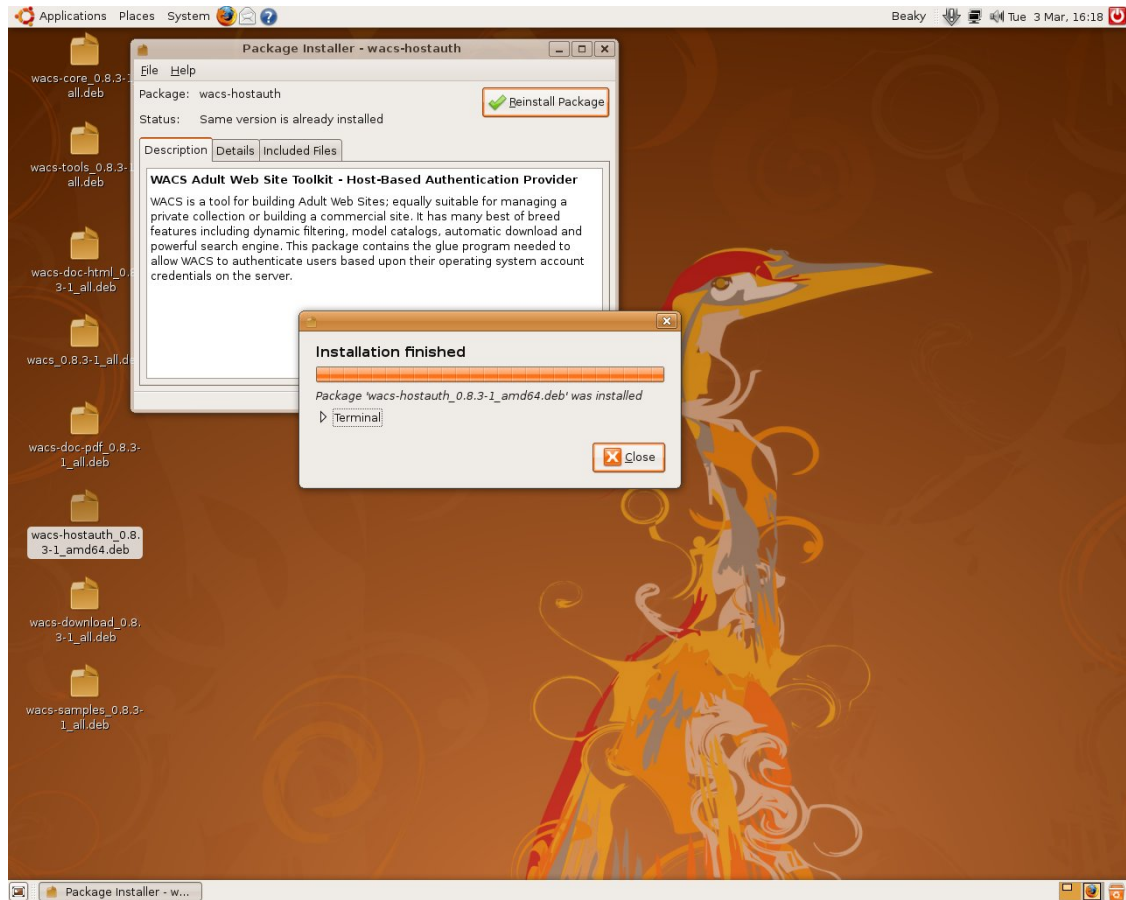 Applications Places System
Beaky
Tue 3 Mar, 16:18
wacs-core_0.8.3-1
all.deb
wacs-tools_0.8.3-1
all.deb
wacs-doc-html_0.8
3-1_all.deb
wacs_0.8.3-1_all.de
wacs-doc-pdf_0.8.3-
1_all.deb
wacs-hostauth_0.8.
3-1_amd64.deb
wacs-download_0.8.
3-1_all.deb
wacs-samples_0.8.3-
1_all.deb
Package Installer - wacs-hostauth
File Help
Package: wacs-hostauth
Reinstall Package
Status: Same version is already installed
Description Details Included Files
WACS Adult Web Site Toolkit - Host-Based Authentication Provider
WACS is a tool for building Adult Web Sites; equally suitable for managing a
private collection or building a commercial site. It has many best of breed
features including dynamic filtering, model catalogs, automatic download and
powerful search engine. This package contains the glue program needed to
allow WACS to authenticate users based upon their operating system account
credentials on the server.
Installation finished
Package 'wacs-hostauth_0.8.3-1_amd64.deb' was installed
Terminal
Close
Package Installer - w...